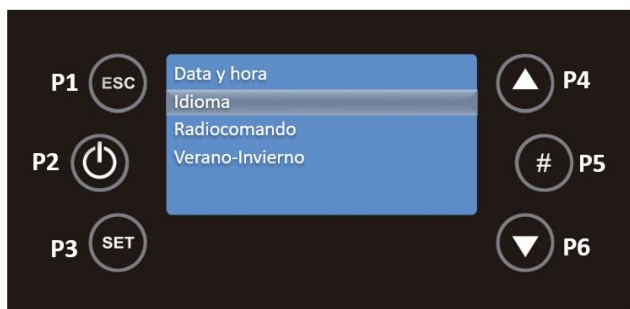 P1 ESC
P2
P3 SET
Data y hora
Idioma
Radiocomando
Verano-Invierno
P4
# P5
P6